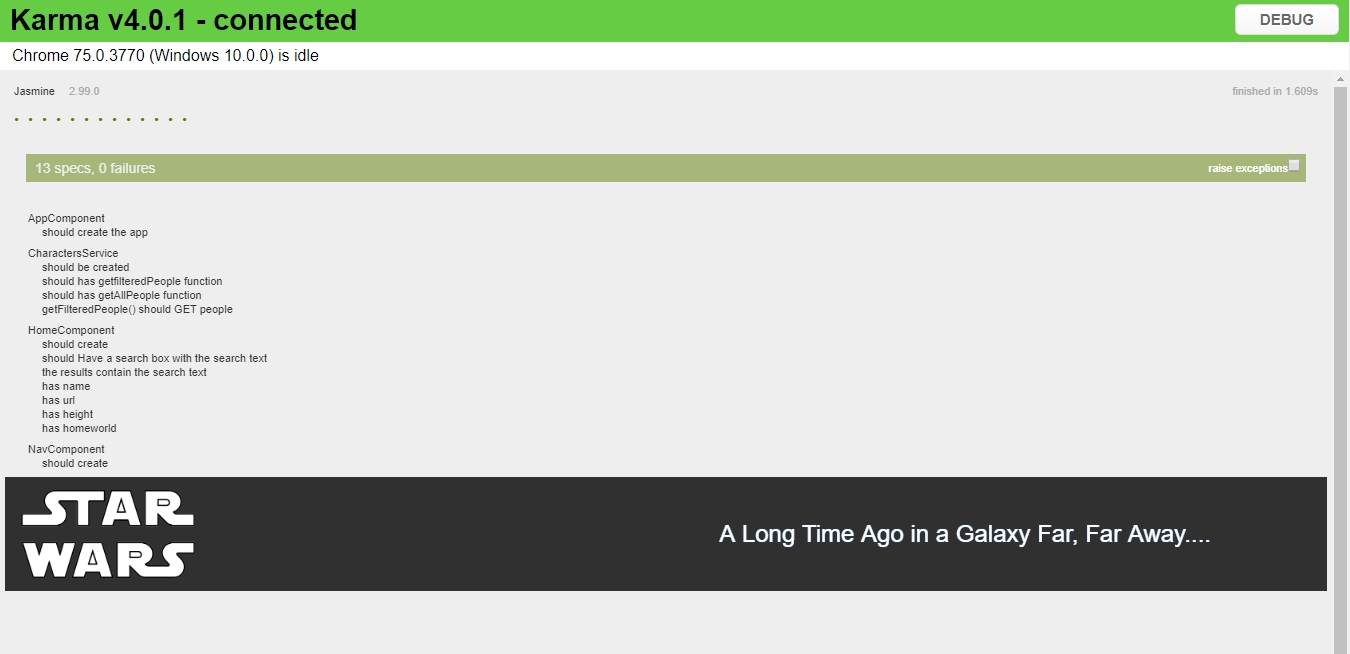 Karma v4.0.1 - connected
DEBUG
Chrome 75.0.3770 (Windows 10.0.0) is idle
Jasmine 2.99.0
finished in 1.609s
13 specs, 0 failures
raise exceptions
AppComponent
should create the app
CharactersService
should be created
should has getfilteredPeople function
should has getAllPeople function
getFilteredPeople() should GET people
HomeComponent
should create
should Have a search box with the search text
the results contain the search text
has name
has url
has height
has homeworld
NavComponent
should create
STAR
WARS
A Long Time Ago in a Galaxy Far, Far Away....